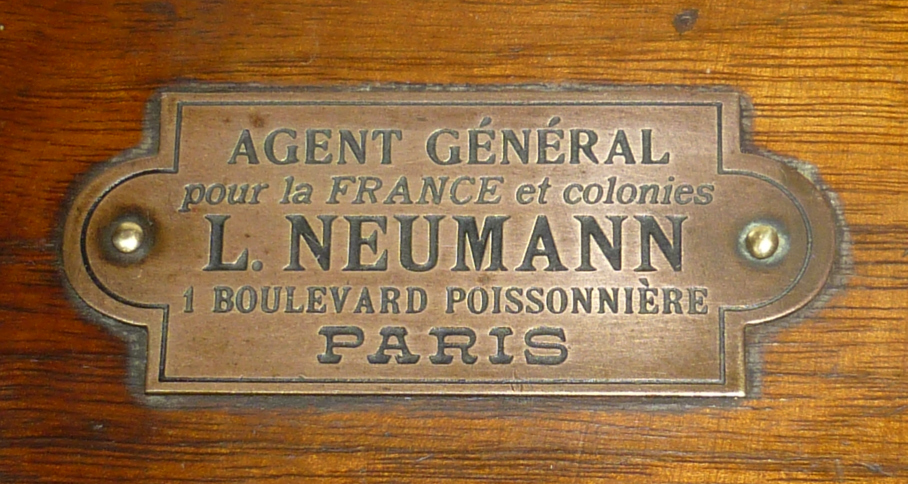 AGENT GÉNÉRAL
pour la FRANCE et colonies
L. NEUMANN
1 BOULEVARD POISSONNIÈRE
PARIS